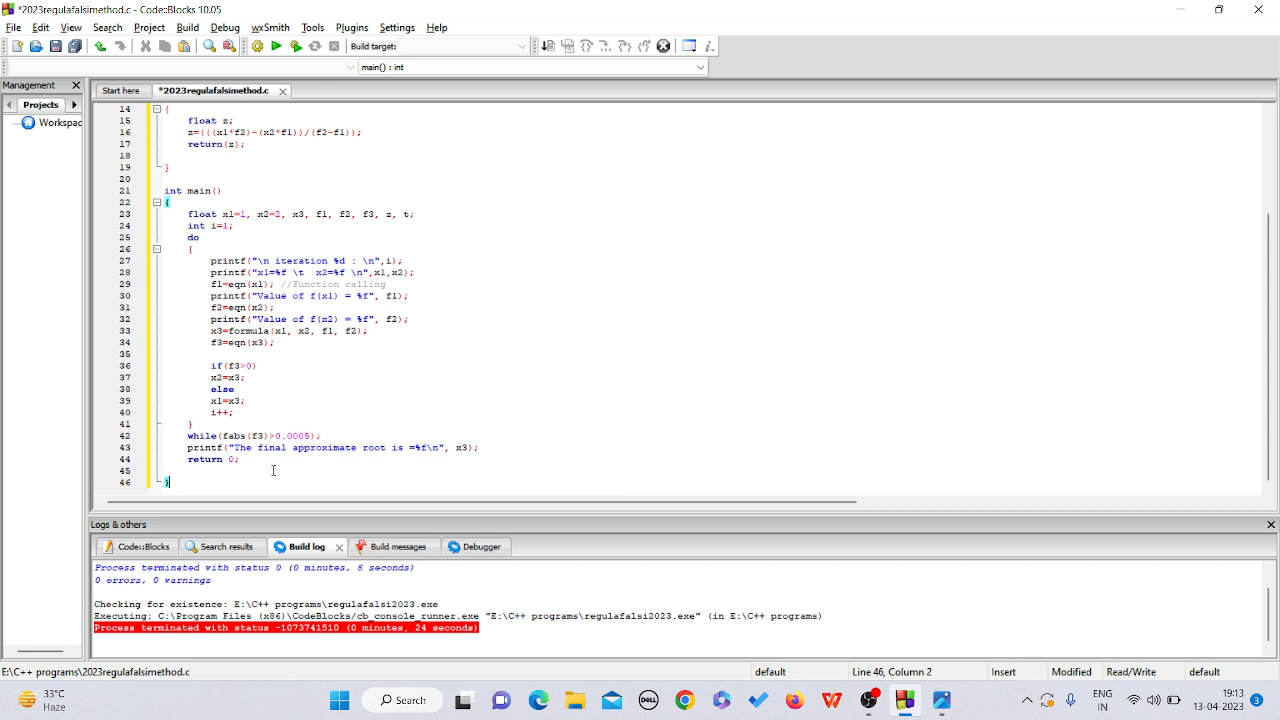 *2023regulafalsimethod.c - Code::Blocks 10.05
File Edit View Search Project Build Debug wxSmith Tools Plugins Settings Help
Build target:
main() : int
Management
Start here *2023regulafalsimethod.c
Projects
Workspac
14 {
15 float z;
16 z=(((x1*f2)-(x2*f1))/(f2-f1));
17 return(z);
18
19 }
20
21 int main()
22 {
23 float x1=1, x2=2, x3, f1, f2, f3, z, t;
24 int i=1;
25 do
26 {
27 printf("\n iteration %d : \n",i);
28 printf("x1=%f \t  x2=%f \n",x1,x2);
29 f1=eqn(x1); //Function calling
30 printf("Value of f(x1) = %f", f1);
31 f2=eqn(x2);
32 printf("Value of f(x2) = %f", f2);
33 x3=formula(x1, x2, f1, f2);
34 f3=eqn(x3);
35
36 if(f3>0)
37 x2=x3;
38 else
39 x1=x3;
40 i++;
41 }
42 while(fabs(f3)>0.0005);
43 printf("The final approximate root is =%f\n", x3);
44 return 0;
45
46 }
Logs & others
Code::Blocks Search results Build log Build messages Debugger
Process terminated with status 0 (0 minutes, 8 seconds)
0 errors, 0 warnings
Checking for existence: E:\C++ programs\regulafalsi2023.exe
Executing: C:\Program Files (x86)\CodeBlocks/cb_console_runner.exe "E:\C++ programs\regulafalsi2023.exe" (in E:\C++ programs)
Process terminated with status -1073741510 (0 minutes, 24 seconds)
E:\C++ programs\2023regulafalsimethod.c default Line 46, Column 2 Insert Modified Read/Write default
33°C
Haze
Search
DELL
ENG
IN
19:13
13-04-2023
3